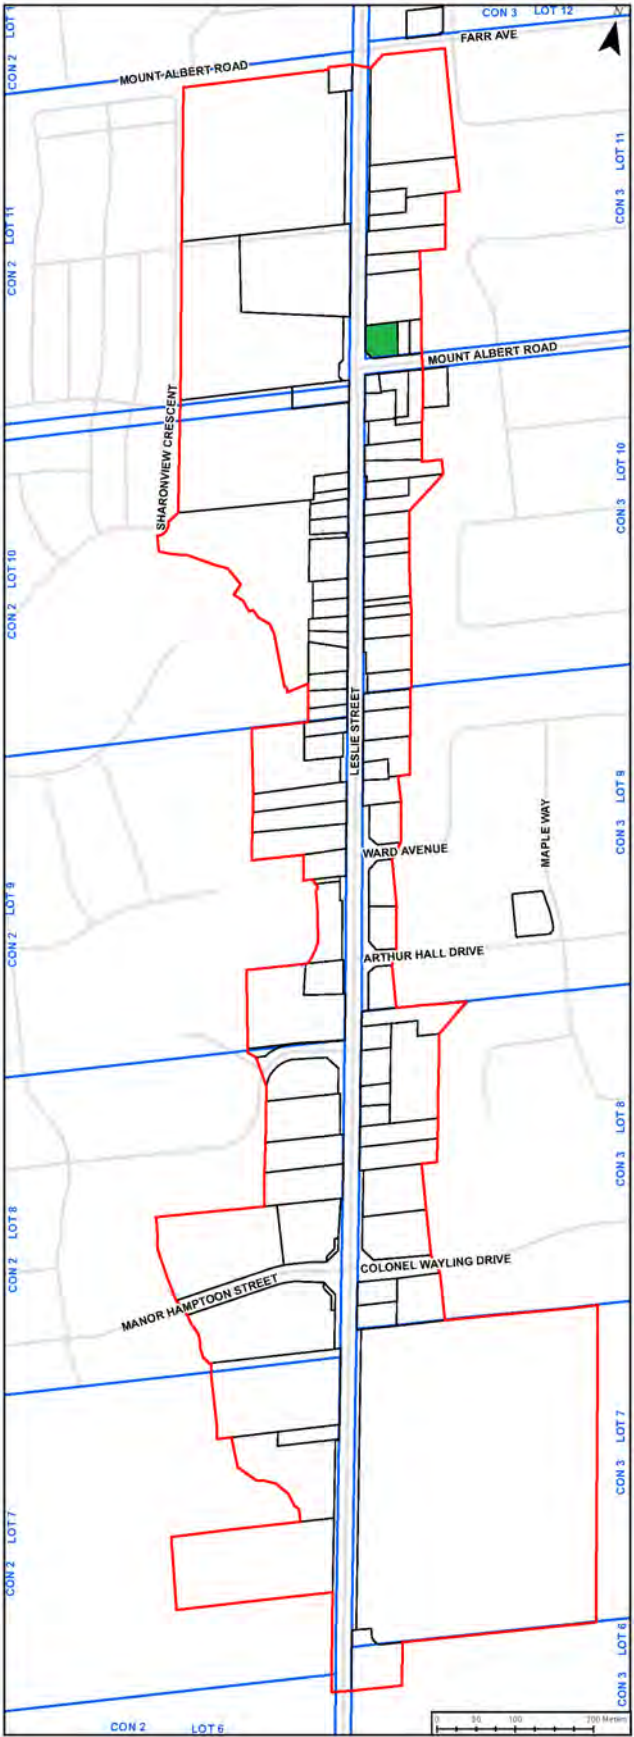 CON 3 LOT 12
N
FARR AVE
MOUNT-ALBERT-ROAD
CON 2 LOT 1
CON 3 LOT 11
CON 2 LOT 11
MOUNT ALBERT ROAD
SHARONVIEW CRESCENT
CON 3 LOT 10
CON 2 LOT 10
LESLIE STREET
CON 3 LOT 9
MAPLE WAY
WARD AVENUE
CON 2 LOT 9
ARTHUR HALL DRIVE
CON 3 LOT 8
CON 2 LOT 8
COLONEL WAYLING DRIVE
MANOR HAMPTOON STREET
CON 3 LOT 7
CON 2 LOT 7
CON 3 LOT 6
CON 2 LOT 6
0 50 100 200 Meters